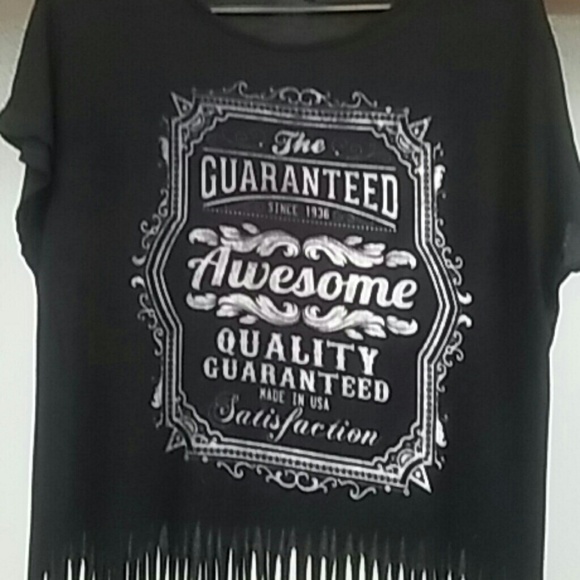 The
GUARANTEED
SINCE 1936
Awesome
QUALITY
GUARANTEED
MADE IN USA
Satisfaction